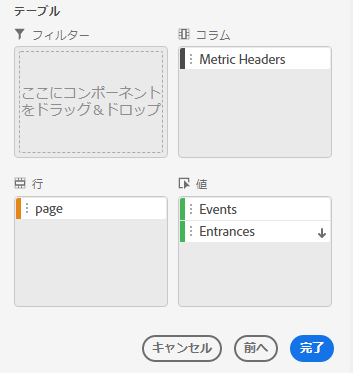 テーブル
フィルター
コラム
ここにコンポーネント
をドラッグ＆ドロップ
Metric Headers
行
値
page
Events
Entrances
キャンセル
前へ
完了